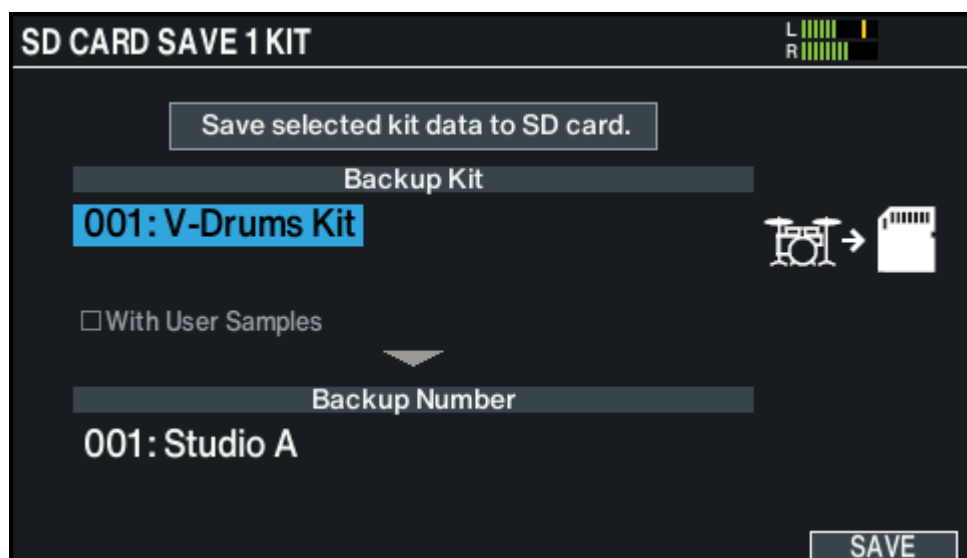 SD CARD SAVE 1 KIT
L
R
Save selected kit data to SD card.
Backup Kit
001: V-Drums Kit
With User Samples
Backup Number
001: Studio A
SAVE